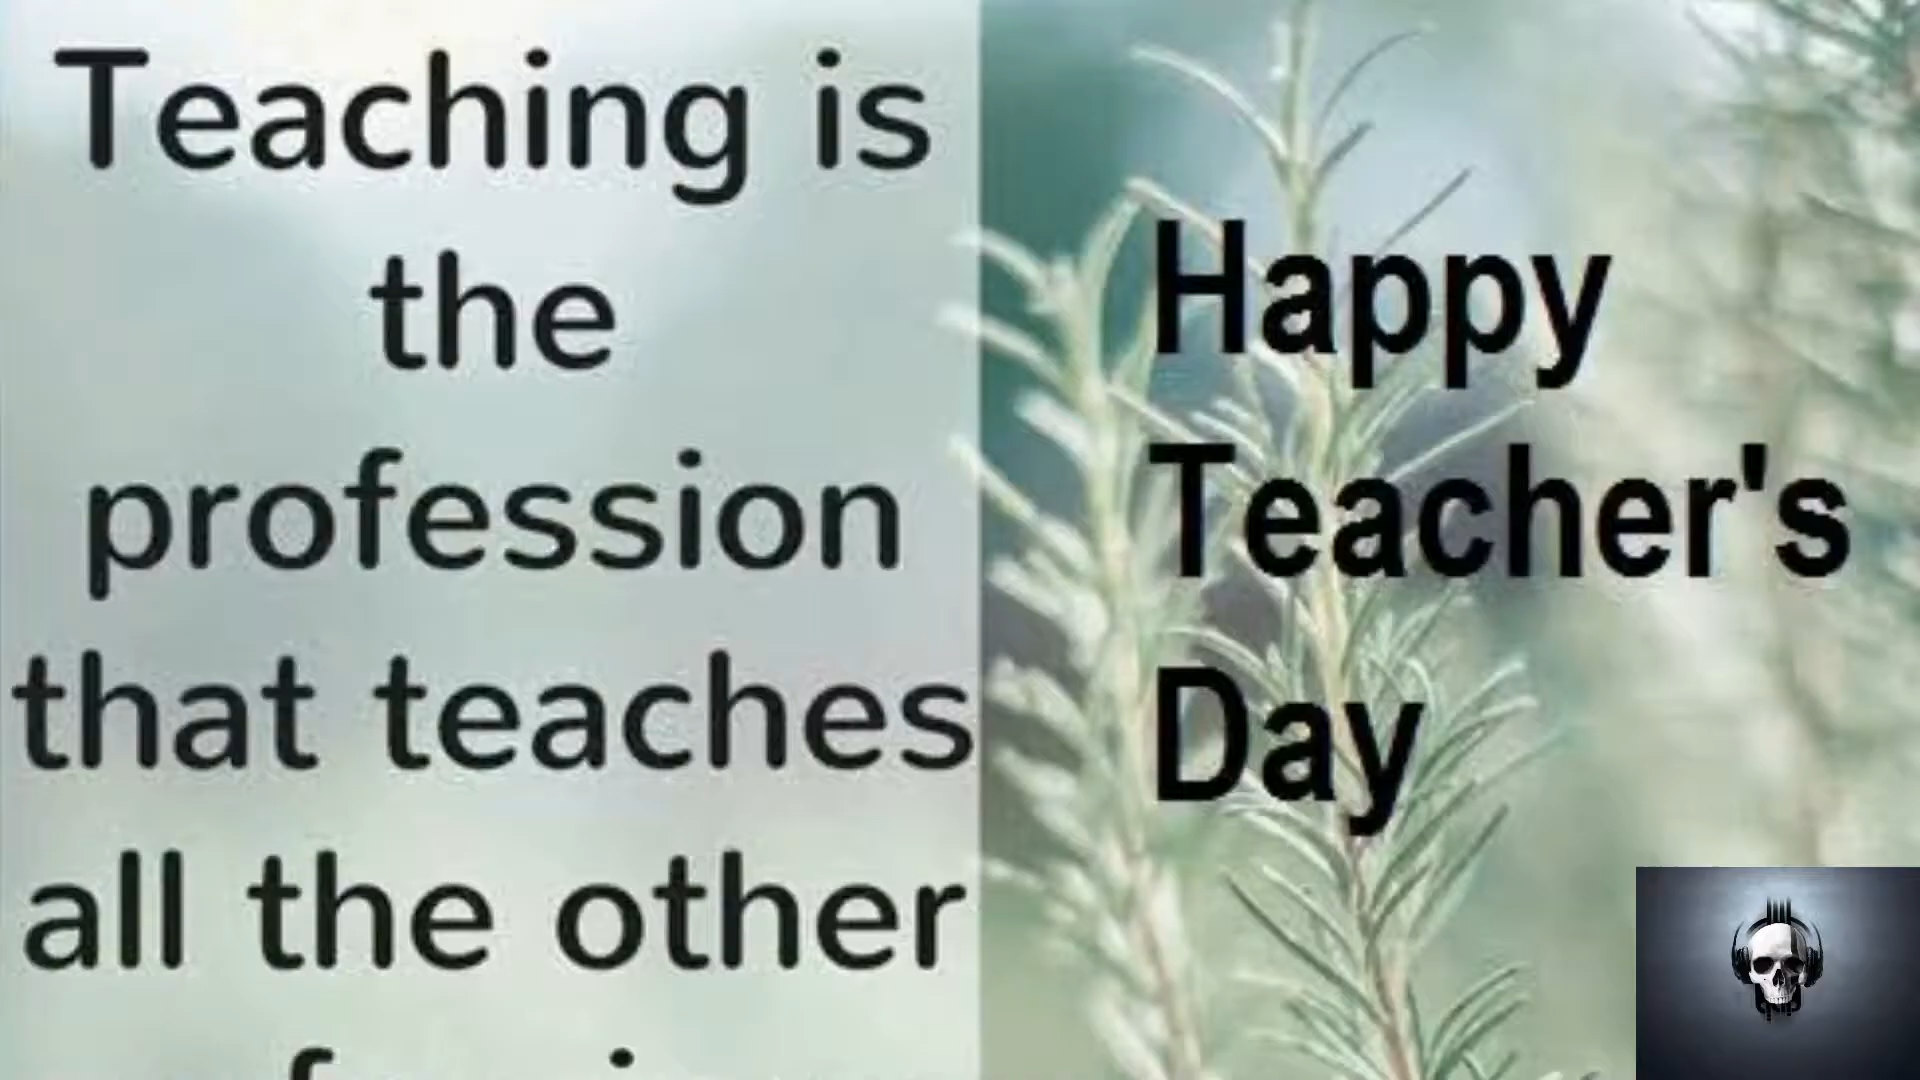 Teaching is
the
profession
that teaches
all the other
Happy
Teacher's
Day